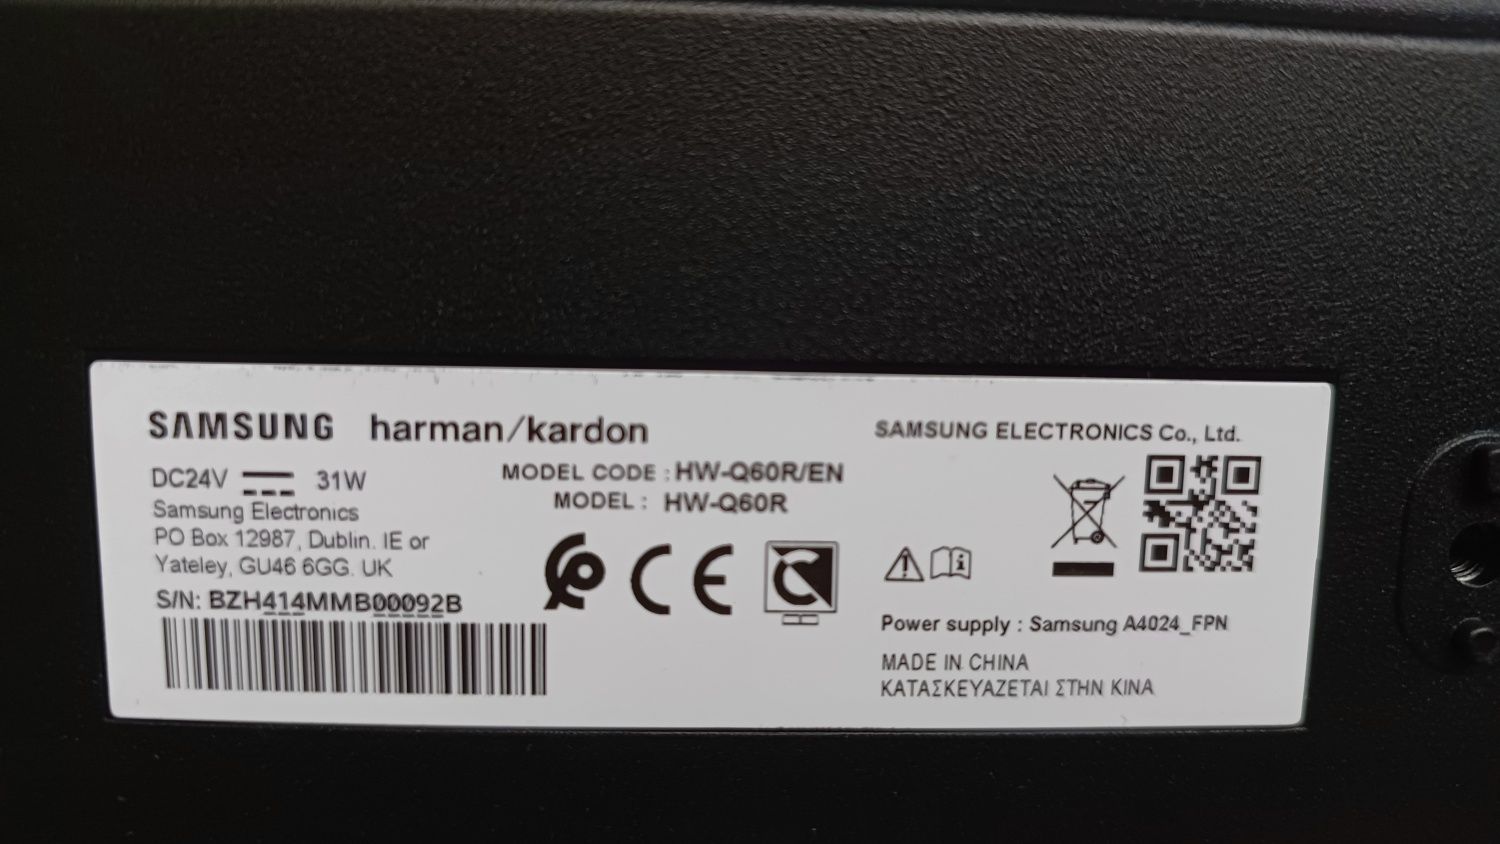 SAMSUNG harman/kardon
DC24V 31W
Samsung Electronics
PO Box 12987, Dublin. IE or
Yateley, GU46 6GG. UK
S/N: BZH414MMB00092B
MODEL CODE : HW-Q60R/EN
MODEL : HW-Q60R
CE
SAMSUNG ELECTRONICS Co., Ltd.
Power supply : Samsung A4024_FPN
MADE IN CHINA
ΚΑΤΑΣΚΕΥΑΖΕΤΑΙ ΣΤΗΝ ΚΙΝΑ